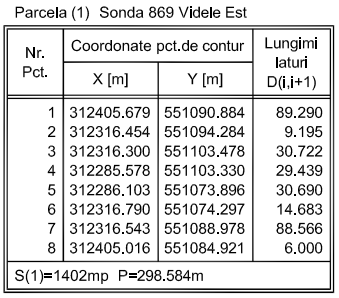 Parcela (1) Sonda 869 Videle Est
Nr. Pct. Coordonate pct.de contur Lungimi laturi D(i,i+1)
X [m] Y [m]
1 312405.679 551090.884 89.290
2 312316.454 551094.284 9.195
3 312316.300 551103.478 30.722
4 312285.578 551103.330 29.439
5 312286.103 551073.896 30.690
6 312316.790 551074.297 14.683
7 312316.543 551088.978 88.566
8 312405.016 551084.921 6.000
S(1)=1402mp P=298.584m